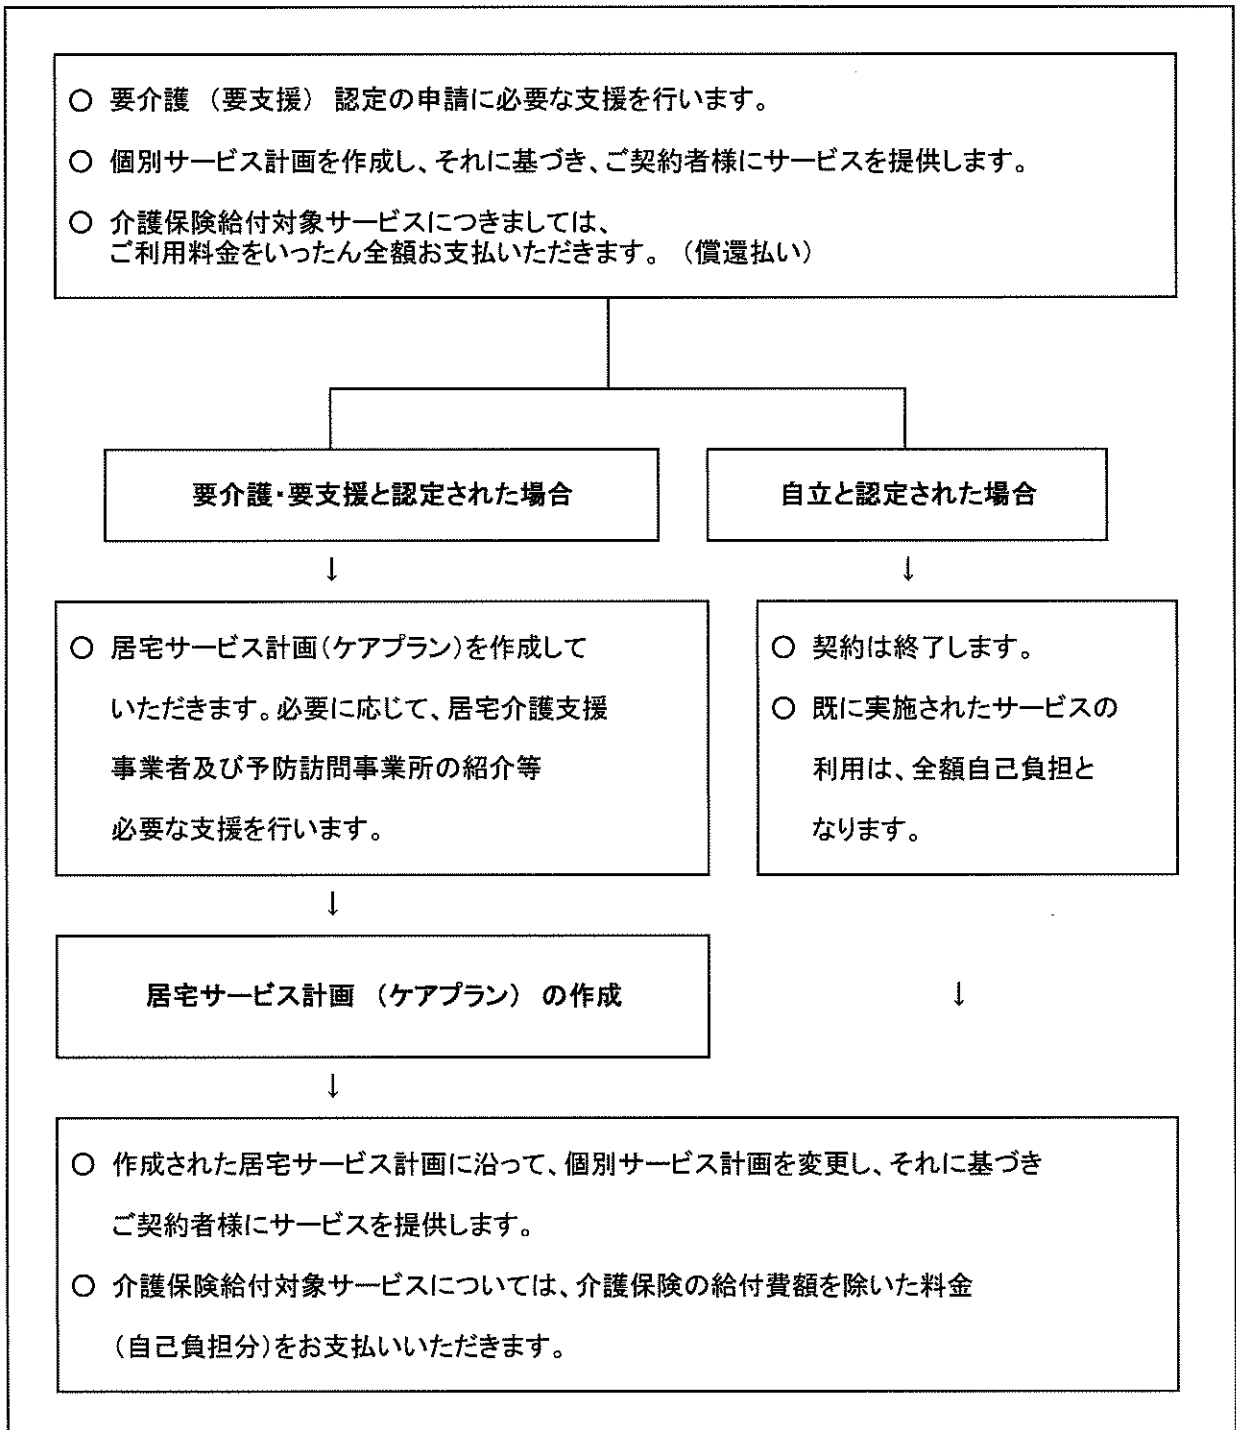 ○ 要介護 （要支援） 認定の申請に必要な支援を行います。
○ 個別サービス計画を作成し、それに基づき、ご契約者様にサービスを提供します。
○ 介護保険給付対象サービスにつきましては、
ご利用料金をいったん全額お支払いただきます。 （償還払い）
要介護・要支援と認定された場合
自立と認定された場合
↓
↓
○ 居宅サービス計画（ケアプラン）を作成して
いただきます。必要に応じて、居宅介護支援
事業者及び予防訪問事業所の紹介等
必要な支援を行います。
○ 契約は終了します。
○ 既に実施されたサービスの
利用は、全額自己負担と
なります。
↓
居宅サービス計画 （ケアプラン） の作成
↓
↓
○ 作成された居宅サービス計画に沿って、個別サービス計画を変更し、それに基づき
ご契約者様にサービスを提供します。
○ 介護保険給付対象サービスについては、介護保険の給付費額を除いた料金
（自己負担分）をお支払いいただきます。